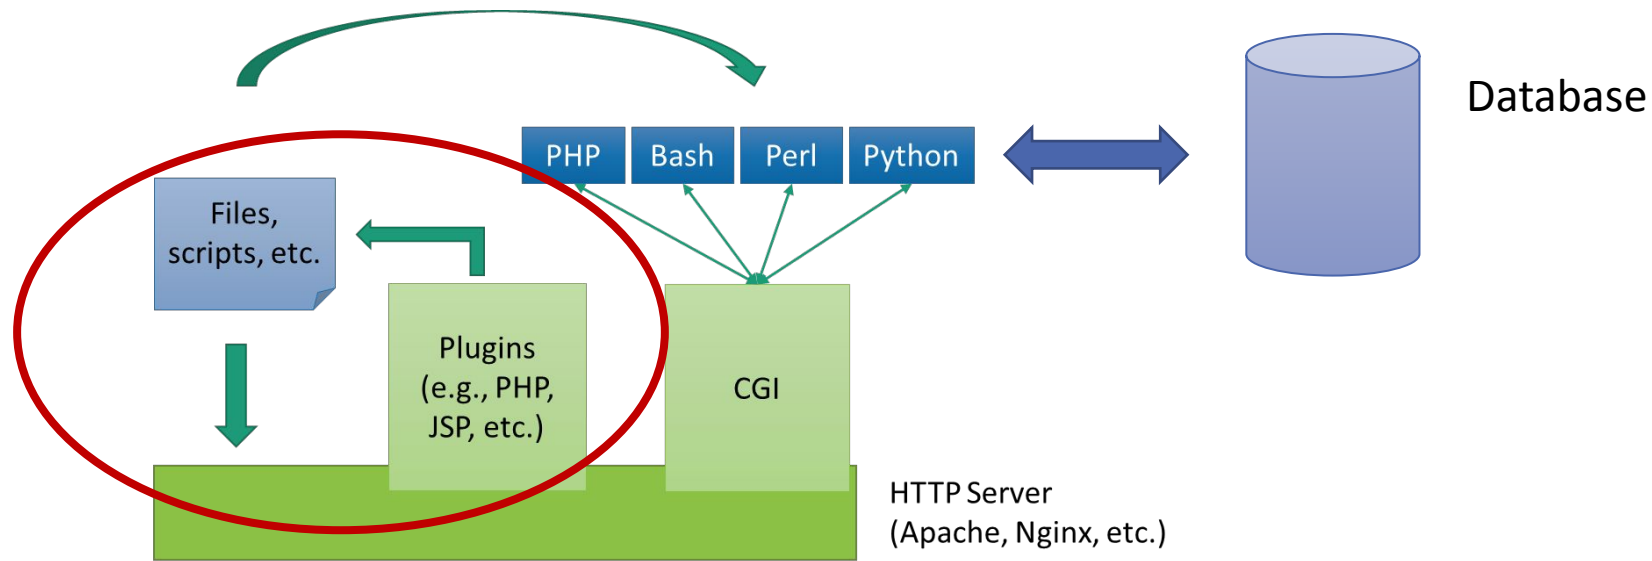 Database
PHP
Bash
Perl
Python
Files,
scripts, etc.
Plugins
(e.g., PHP,
JSP, etc.)
CGI
HTTP Server
(Apache, Nginx, etc.)